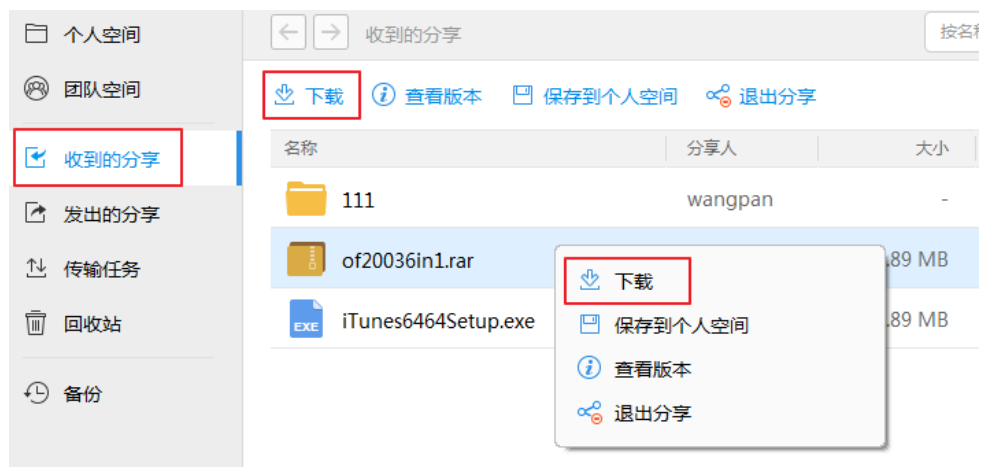 个人空间
团队空间
收到的分享
发出的分享
传输任务
回收站
备份
收到的分享
按名
下载 查看版本 保存到个人空间 退出分享
名称 分享人 大小
111 wangpan -
of20036in1.rar .89 MB
EXE iTunes6464Setup.exe .89 MB
下载
保存到个人空间
查看版本
退出分享